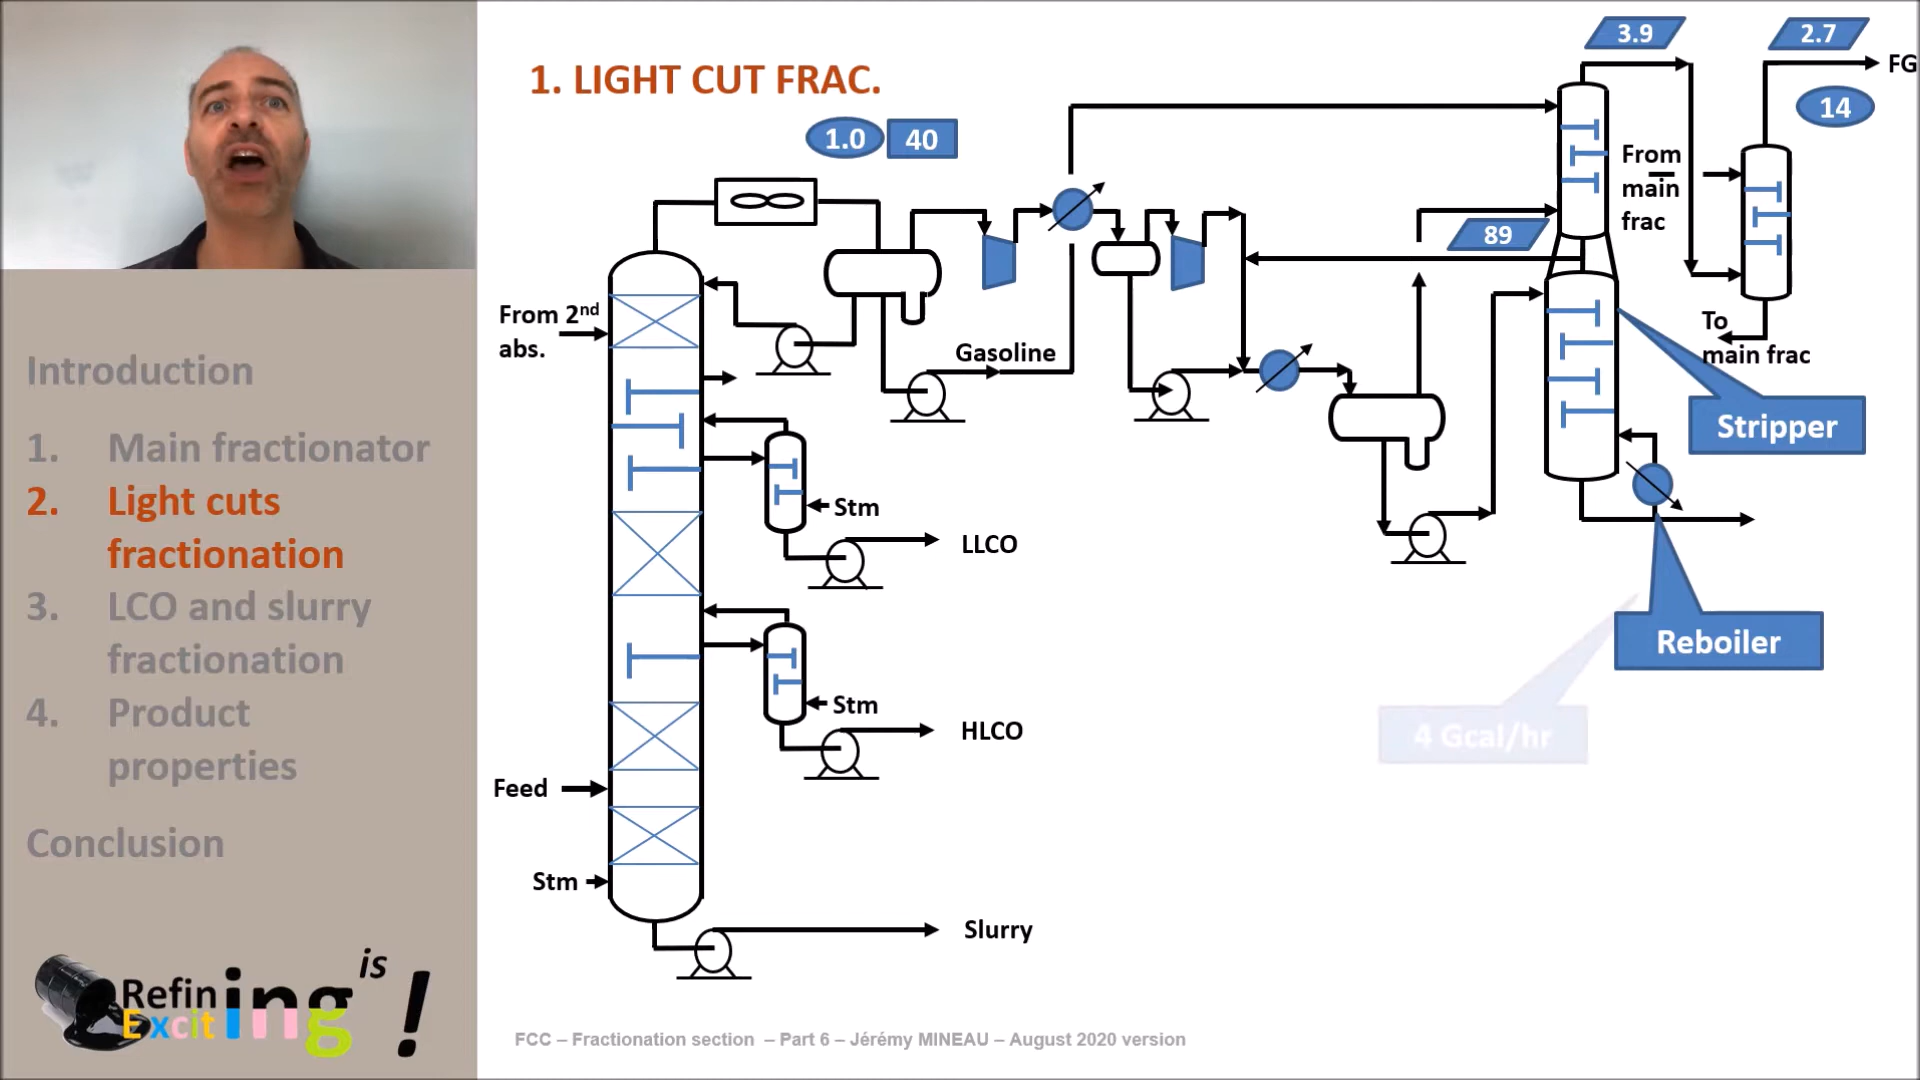 1. LIGHT CUT FRAC.
3.9
2.7
FG
14
1.0
40
From
main
frac
89
From 2nd
abs.
Gasoline
To
main frac
Stripper
Stm
LLCO
Reboiler
4 Gcal/hr
Stm
HLCO
Feed
Stm
Slurry
Introduction
1. Main fractionator
2. Light cuts
fractionation
3. LCO and slurry
fractionation
4. Product
properties
Conclusion
Refining is
Exciting!
FCC – Fractionation section – Part 6 – Jérémy MINEAU – August 2020 version